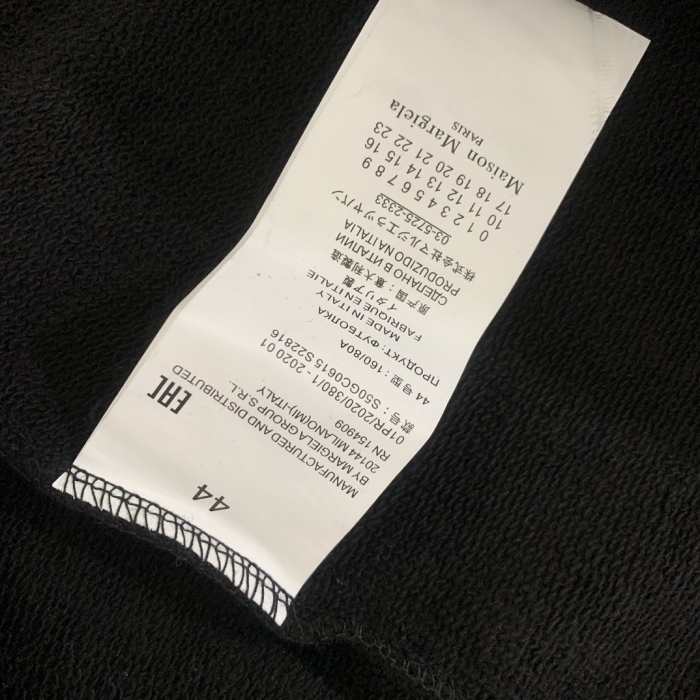 44
MANUFACTURED AND DISTRIBUTED
BY MARGIELA GROUP S.R.L.
20144 MILANO(MI)-ITALY
RN 154909
EAC
01PR/2020/380/1 - 2020 01
款号：S50GC0615 S22816
44 号型：160/80A
ПРОДУКТ: ФУТБОЛКА
MADE IN ITALY
FABRIQUÉ EN ITALIE
イタリア製
原产国：意大利製造
СДЕЛАНО В ИТАЛИИ
PRODUZIDO NA ITALIA
株式会社マルジェラジャパン
03-5725-2333
0 1 2 3 4 5 6 7 8 9
10 11 12 13 14 15 16
17 18 19 20 21 22 23
Maison Margiela
PARIS